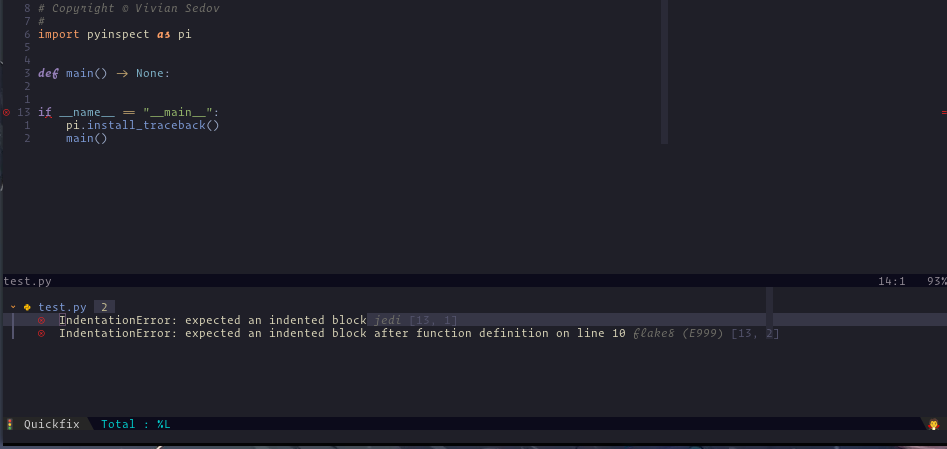 8 # Copyright © Vivian Sedov
7 #
6 import pyinspect as pi
5
4
3 def main() → None:
2
1
13 if __name__ == "__main__":
1 pi.install_traceback()
2 main()
test.py 14:1 93%
test.py 2
IndentationError: expected an indented block jedi [13, 1]
IndentationError: expected an indented block after function definition on line 10 flake8 (E999) [13, 2]
Quickfix Total : %L